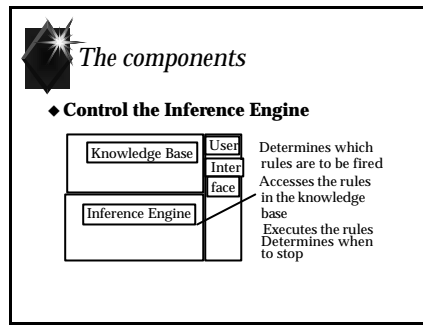 The components
◆ Control the Inference Engine
Knowledge Base
User
Inter
face
Inference Engine
Determines which
rules are to be fired
Accesses the rules
in the knowledge
base
Executes the rules
Determines when
to stop